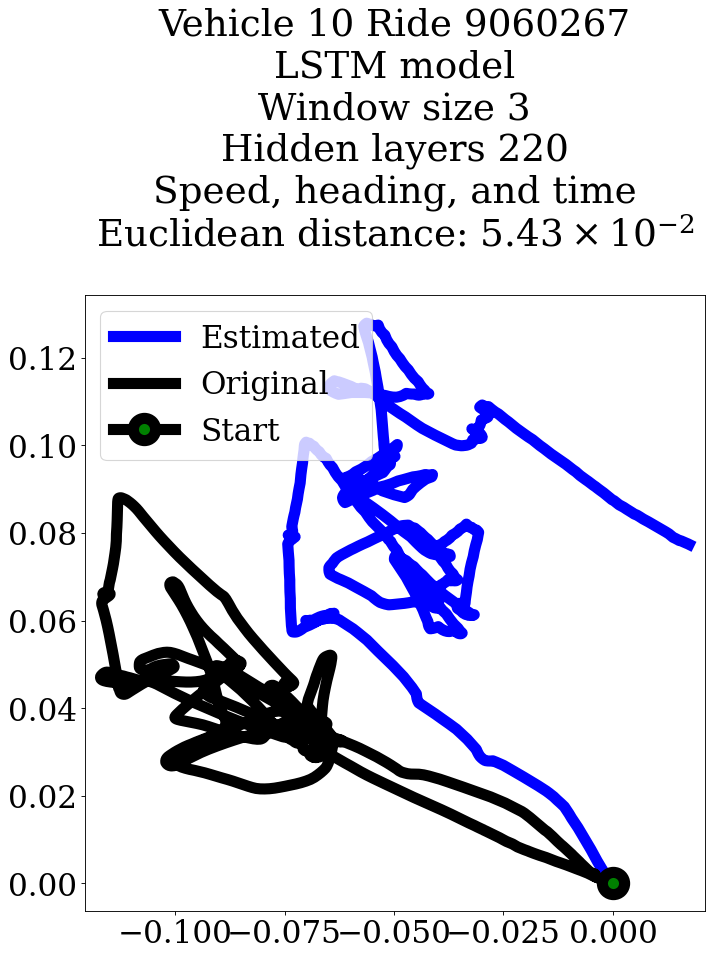 Vehicle 10 Ride 9060267
LSTM model
Window size 3
Hidden layers 220
Speed, heading, and time
Euclidean distance: 5.43 × 10⁻²
Estimated
Original
Start
0.12
0.10
0.08
0.06
0.04
0.02
0.00
−0.100 −0.075 −0.050 −0.025 0.000